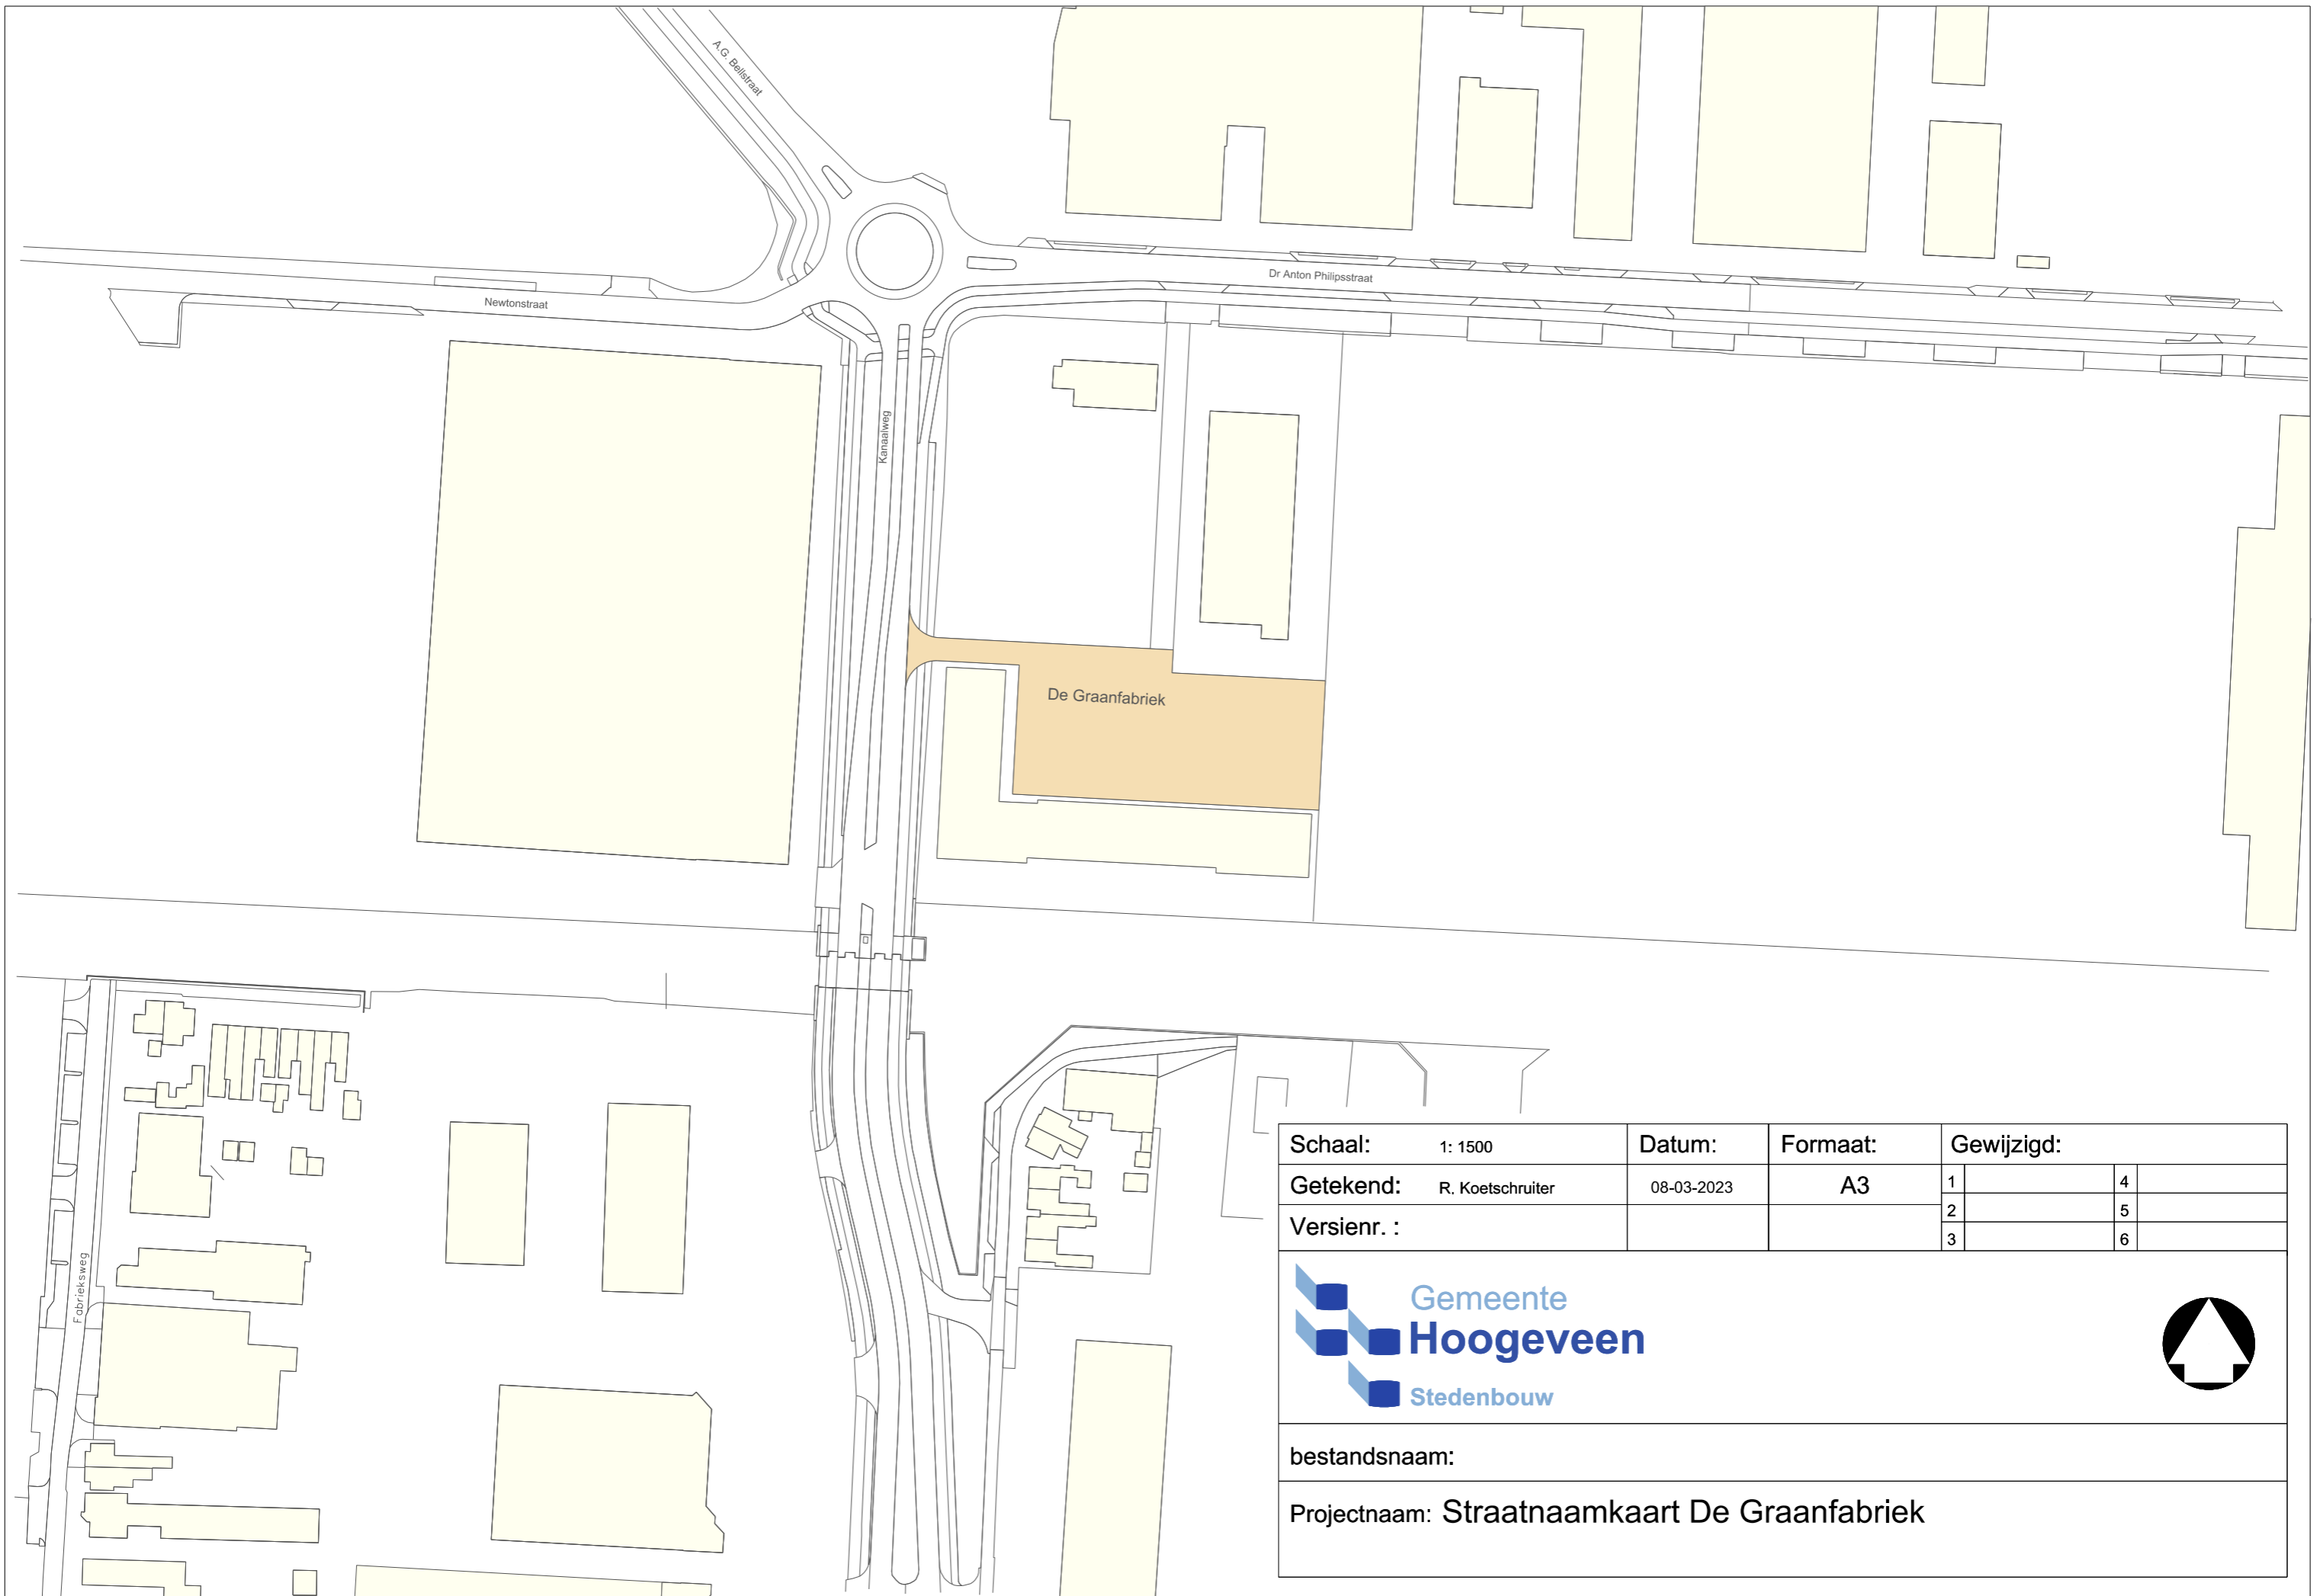 A.G. Bellstraat
Dr Anton Philipsstraat
Newtonstraat
Kanaalweg
De Graanfabriek
Fabrieksweg
Schaal: 1: 1500 Datum: Formaat: Gewijzigd:
Getekend: R. Koetschruiter 08-03-2023 A3 1 4
Versienr. : 2 5
3 6
Gemeente
Hoogeveen
Stedenbouw
bestandsnaam:
Projectnaam: Straatnaamkaart De Graanfabriek